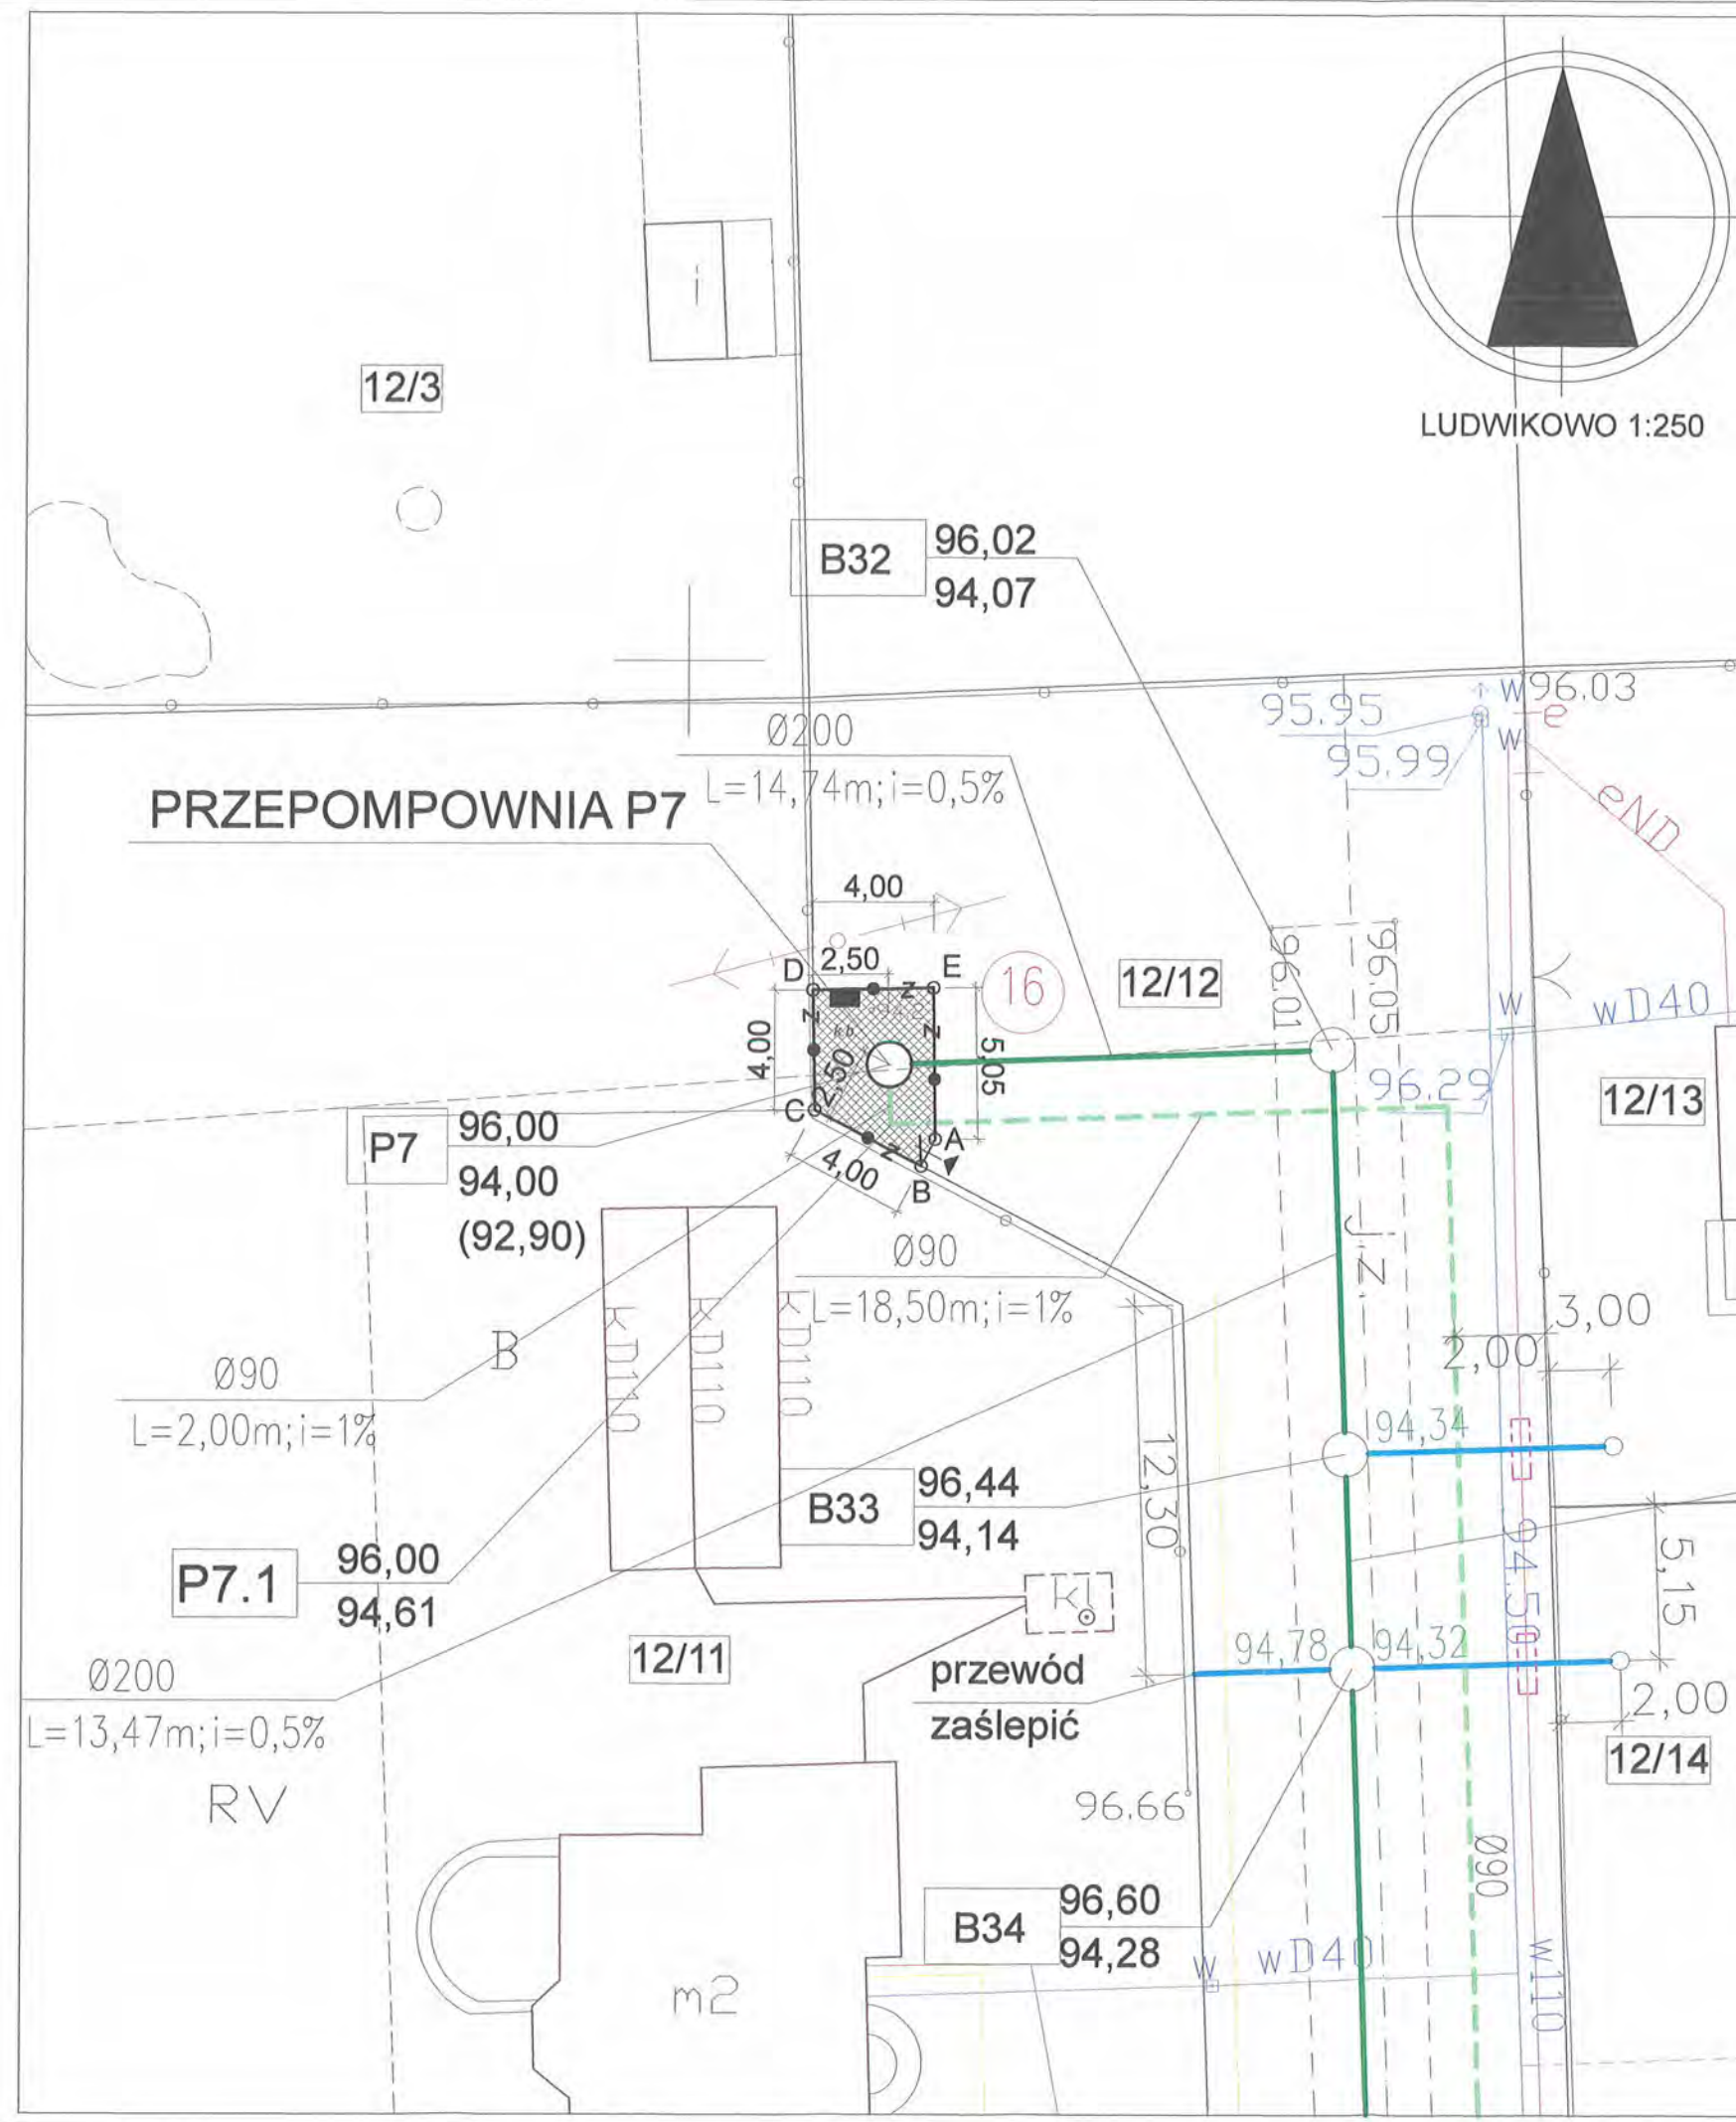 LUDWIKOWO 1:250
i
12/3
B32
96,02
94,07
W
96.03
e
W
95.95
95.99
eND
Ø200
L=14,74m;i=0,5%
PRZEPOMPOWNIA P7
4,00
D
2,50
E
z
16
12/12
96.01
96.05
W
wD40
z
z
kb
4,00
2,50
5,05
96.29
12/13
C
A
z
4,00
B
P7
96,00
94,00
(92,90)
Ø90
L=18,50m;i=1%
j.z.
3,00
2,00
B
kD110
kD110
kD110
Ø90
L=2,00m;i=1%
12,30
94,34
B33
96,44
94,14
94.50
5,15
P7.1
96,00
94,61
kl
12/11
94,78
94,32
przewód
zaślepić
2,00
12/14
Ø200
L=13,47m;i=0,5%
RV
96.66
Ø90
B34
96,60
94,28
W
wD40
w110
m2